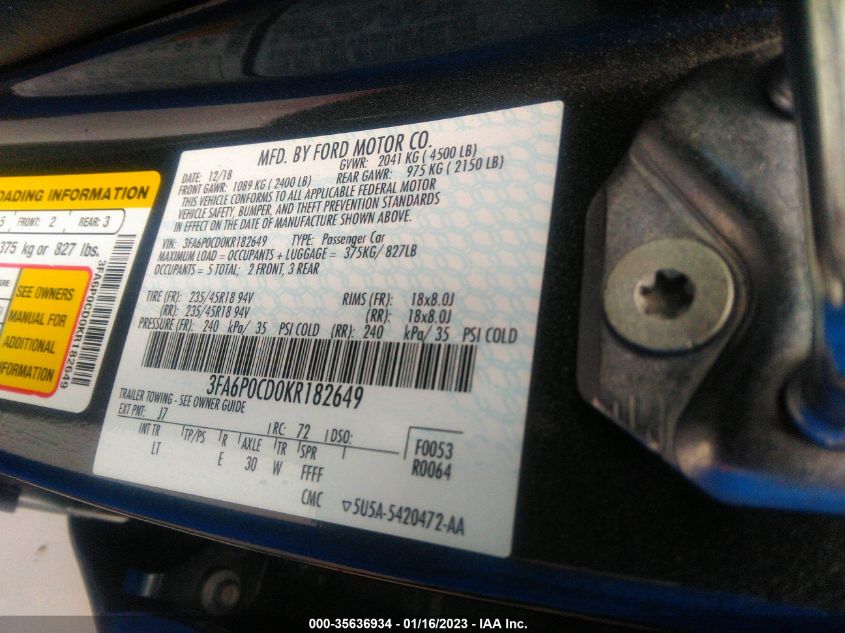 OADING INFORMATION
5 FRONT: 2 REAR: 3
375 kg or 827 lbs.
SEE OWNERS
MANUAL FOR
ADDITIONAL
INFORMATION
3FA6P0CD0KR182649
MFD. BY FORD MOTOR CO.
DATE: 12/18 GVWR: 2041 KG ( 4500 LB)
FRONT GAWR: 1089 KG ( 2400 LB) REAR GAWR: 975 KG ( 2150 LB)
THIS VEHICLE CONFORMS TO ALL APPLICABLE FEDERAL MOTOR
VEHICLE SAFETY, BUMPER, AND THEFT PREVENTION STANDARDS
IN EFFECT ON THE DATE OF MANUFACTURE SHOWN ABOVE.
VIN: 3FA6P0CD0KR182649 TYPE: Passenger Car
MAXIMUM LOAD = OCCUPANTS + LUGGAGE = 375KG/ 827LB
OCCUPANTS = 5 TOTAL: 2 FRONT, 3 REAR
TIRE (FR): 235/45R18 94V RIMS (FR): 18x8.0J
(RR): 235/45R18 94V (RR): 18x8.0J
PRESSURE (FR): 240 kPa/ 35 PSI COLD (RR): 240 kPa/ 35 PSI COLD
3FA6P0CD0KR182649
TRAILER TOWING - SEE OWNER GUIDE
EXT PNT: J7 RC: 72 DSO: F0053
INT TR TP/PS R AXLE TR SPR R0064
LT E 30 W FFFF
CMC ▽5U5A-5420472-AA
000-35636934 - 01/16/2023 - IAA Inc.